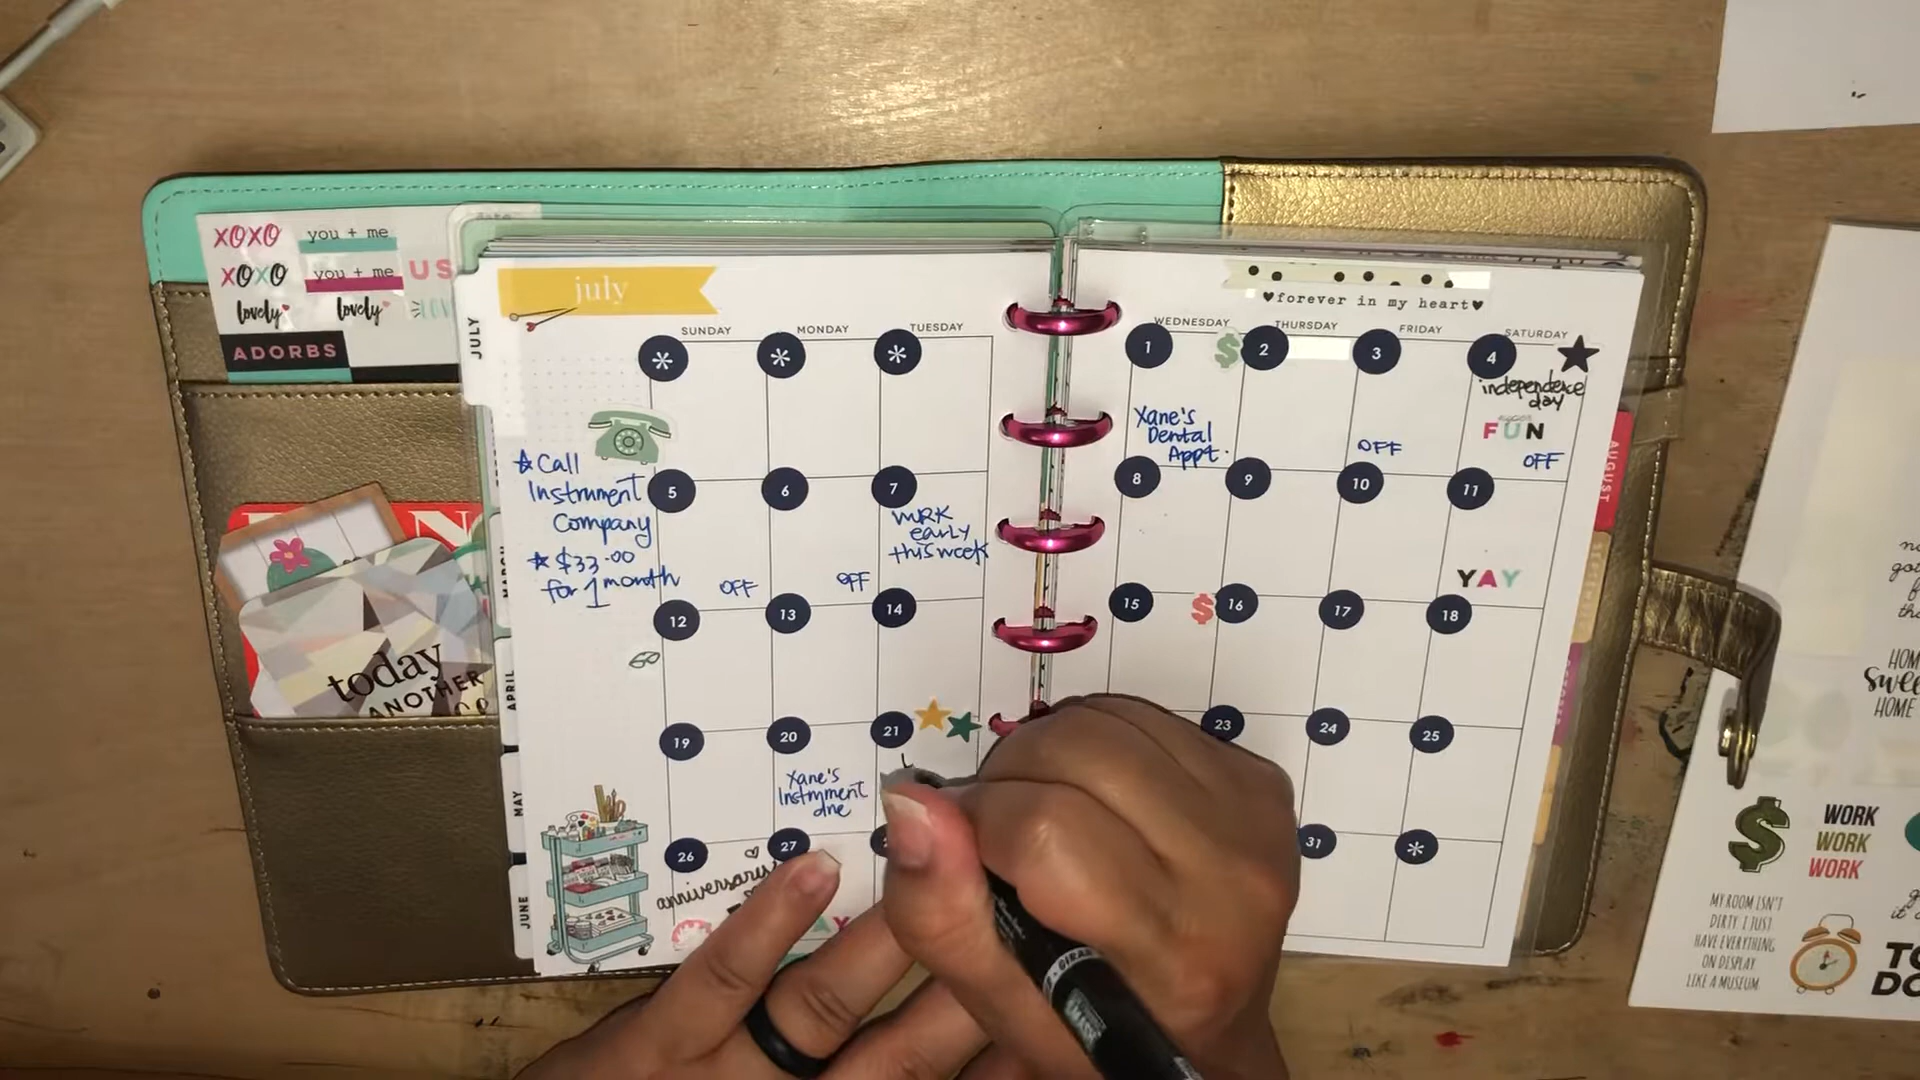 XOXO
you + me
XOXO
you + me
US
lovely
lovely
ADORBS
today
ANOTHER
JULY
MARCH
APRIL
MAY
JUNE
july
SUNDAY
MONDAY
TUESDAY
*
*
*
☆ Call
Instrument
Company
★ $33.00
for 1 month
5
6
7
WORK
early
this week
OFF
OFF
12
13
14
19
20
21
Xane's
Instrument
due
26
27
anniversary
♥forever in my heart♥
WEDNESDAY
THURSDAY
FRIDAY
SATURDAY
1
$
2
3
4
independence
day
FUN
Xane's
Dental
Appt.
OFF
OFF
8
9
10
11
YAY
15
$
16
17
18
23
24
25
31
*
AUGUST
HOME
Sweet
HOME
$
WORK
WORK
WORK
MY ROOM ISN'T
DIRTY. I JUST
HAVE EVERYTHING
ON DISPLAY.
LIKE A MUSEUM.
DO